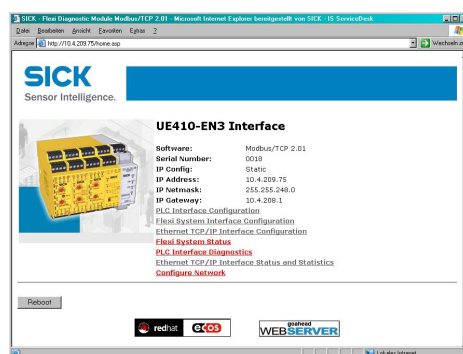 SICK - Flexi Diagnostic Module Modbus/TCP 2.01 - Microsoft Internet Explorer bereitgestellt von SICK - IS ServiceDesk
Datei Bearbeiten Ansicht Favoriten Extras ?
Adresse http://10.4.209.75/home.asp Wechseln z
SICK
Sensor Intelligence.
UE410-EN3 Interface
Software: Modbus/TCP 2.01
Serial Number: 0018
IP Config: Static
IP Address: 10.4.209.75
IP Netmask: 255.255.248.0
IP Gateway: 10.4.208.1
PLC Interface Configuration
Flexi System Interface Configuration
Ethernet TCP/IP Interface Configuration
Flexi System Status
PLC Interface Diagnostics
Ethernet TCP/IP Interface Status and Statistics
Configure Network
Reboot
redhat eCos
goahead
WEBSERVER
Lokales Intranet